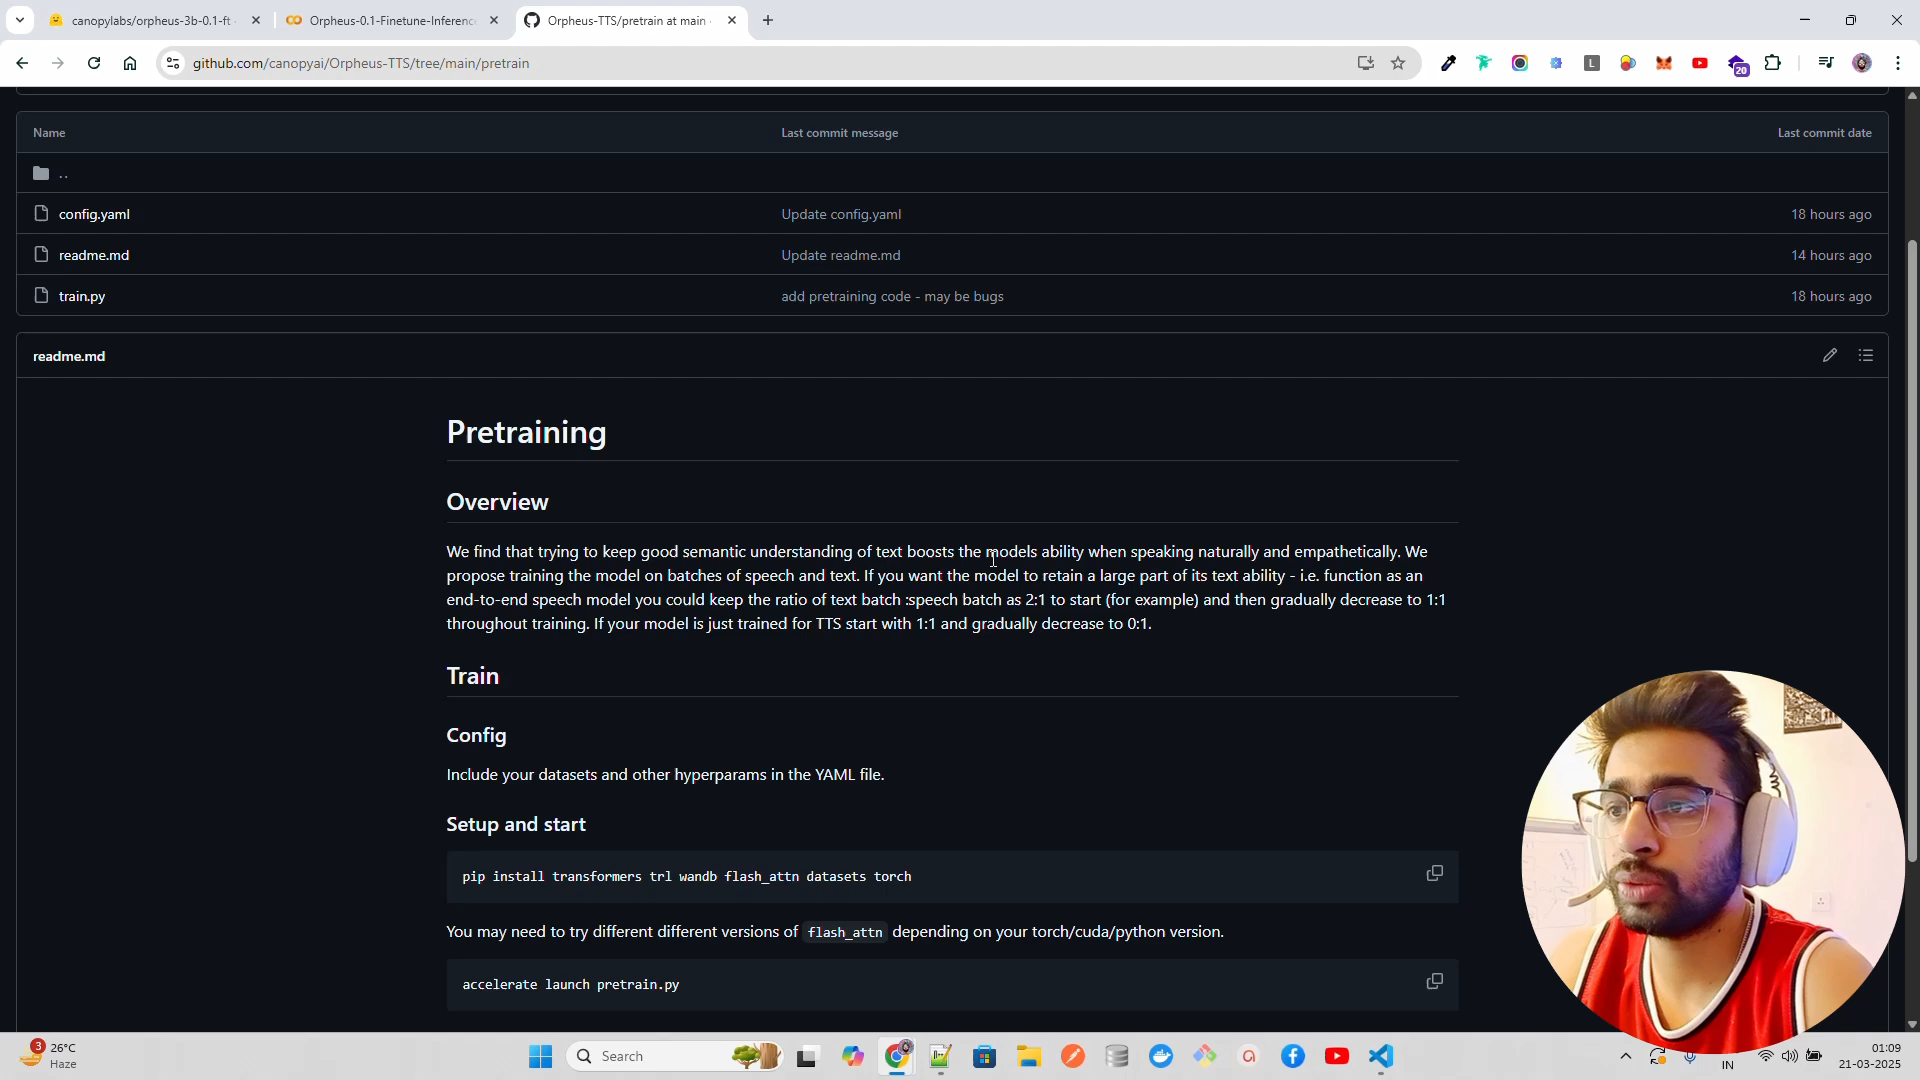 canopylabs/orpheus-3b-0.1-ft
Orpheus-0.1-Finetune-Inference
Orpheus-TTS/pretrain at main
github.com/canopyai/Orpheus-TTS/tree/main/pretrain
L
20
Name
Last commit message
Last commit date
..
config.yaml
Update config.yaml
18 hours ago
readme.md
Update readme.md
14 hours ago
train.py
add pretraining code - may be bugs
18 hours ago
readme.md
Pretraining
Overview
We find that trying to keep good semantic understanding of text boosts the models ability when speaking naturally and empathetically. We
propose training the model on batches of speech and text. If you want the model to retain a large part of its text ability - i.e. function as an
end-to-end speech model you could keep the ratio of text batch :speech batch as 2:1 to start (for example) and then gradually decrease to 1:1
throughout training. If your model is just trained for TTS start with 1:1 and gradually decrease to 0:1.
Train
Config
Include your datasets and other hyperparams in the YAML file.
Setup and start
pip install transformers trl wandb flash_attn datasets torch
You may need to try different different versions of flash_attn depending on your torch/cuda/python version.
accelerate launch pretrain.py
3
26°C
Haze
Search
IN
01:09
21-03-2025